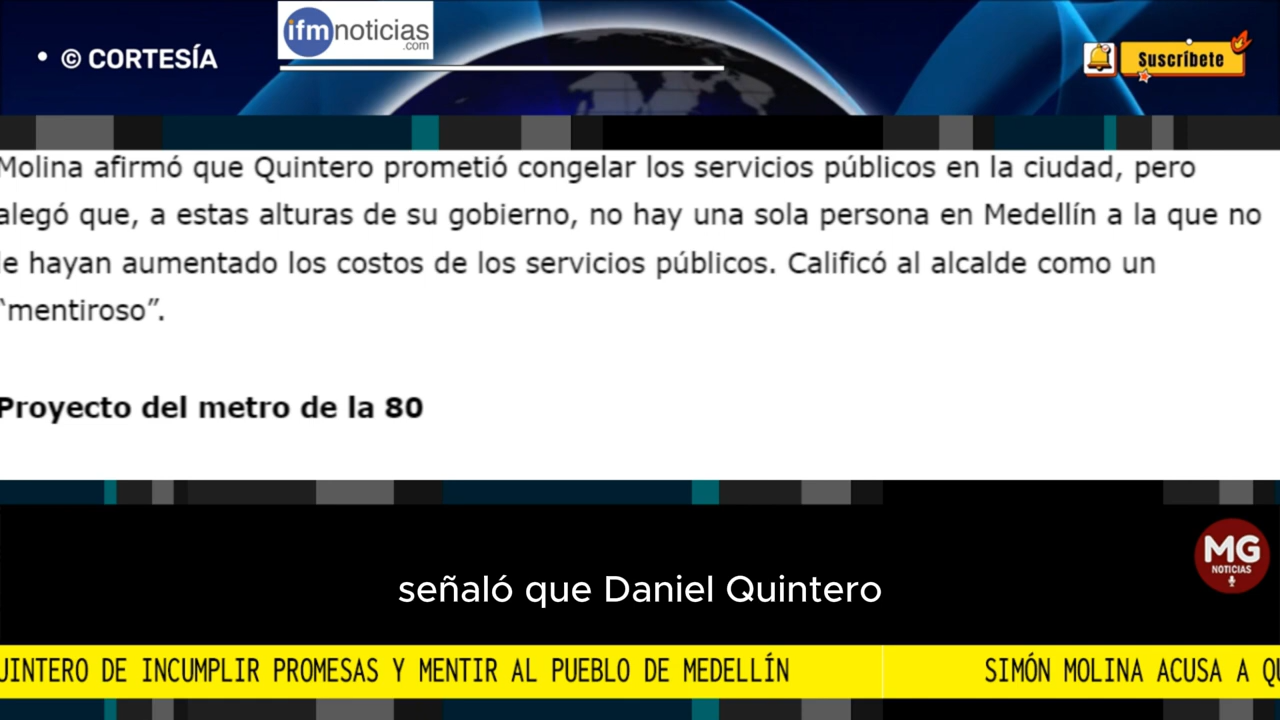 • © CORTESÍA
ifmnoticias
.com
Suscríbete
Molina afirmó que Quintero prometió congelar los servicios públicos en la ciudad, pero
alegó que, a estas alturas de su gobierno, no hay una sola persona en Medellín a la que no
le hayan aumentado los costos de los servicios públicos. Calificó al alcalde como un
“mentiroso”.
Proyecto del metro de la 80
MG
NOTICIAS
señaló que Daniel Quintero
UINTERO DE INCUMPLIR PROMESAS Y MENTIR AL PUEBLO DE MEDELLÍN SIMÓN MOLINA ACUSA A QU